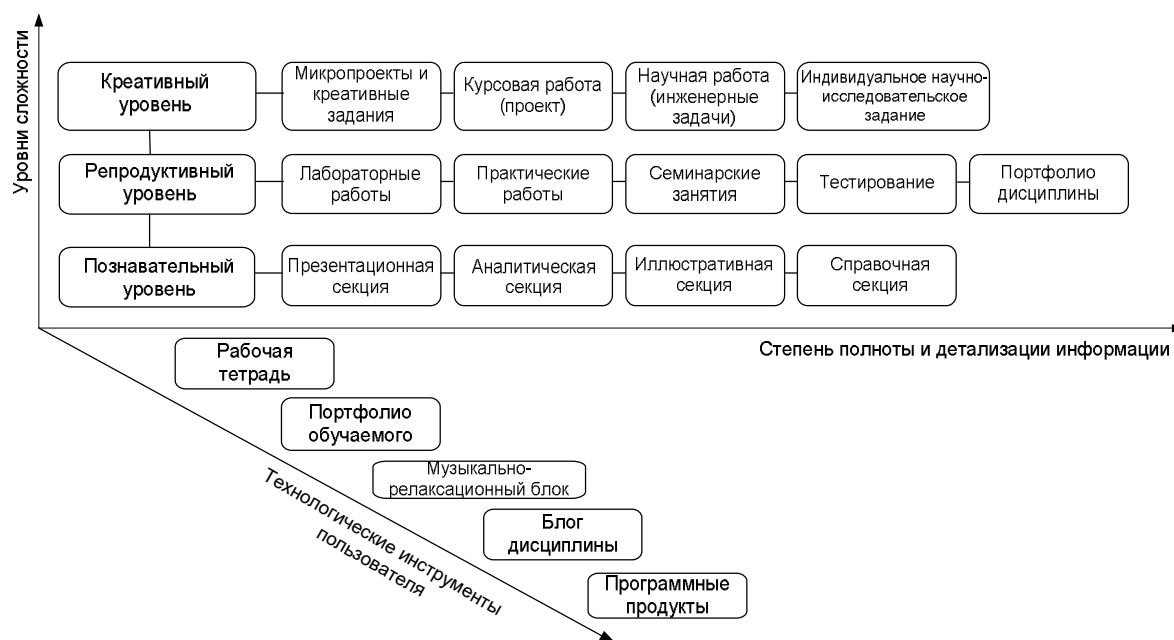 Уровни сложности
Креативный
уровень
Микропроекты и
креативные
задания
Курсовая работа
(проект)
Научная работа
(инженерные
задачи)
Индивидуальное научно-
исследовательское
задание
Репродуктивный
уровень
Лабораторные
работы
Практические
работы
Семинарские
занятия
Тестирование
Портфолио
дисциплины
Познавательный
уровень
Презентационная
секция
Аналитическая
секция
Иллюстративная
секция
Справочная
секция
Степень полноты и детализации информации
Рабочая
тетрадь
Портфолио
обучаемого
Музыкально-
релаксационный блок
Блог
дисциплины
Программные
продукты
Технологические инструменты
пользователя